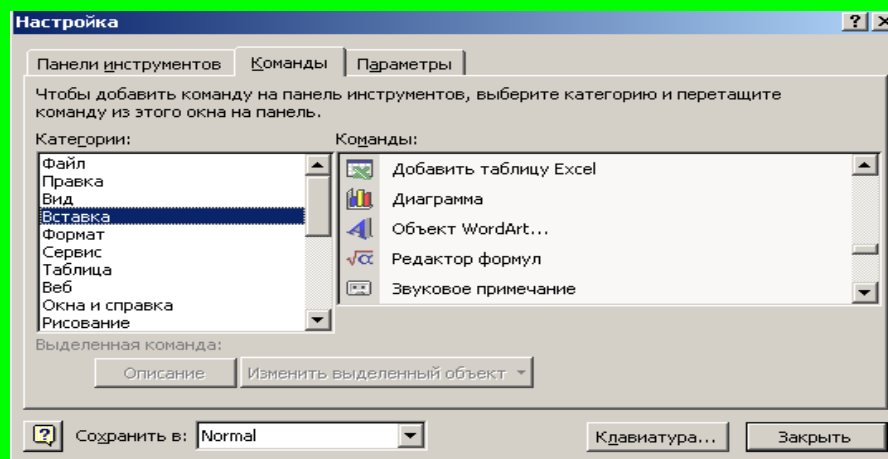 Настройка
Панели инструментов Команды Параметры
Чтобы добавить команду на панель инструментов, выберите категорию и перетащите
команду из этого окна на панель.
Категории: Команды:
Файл
Правка
Вид
Вставка
Формат
Сервис
Таблица
Веб
Окна и справка
Рисование
Добавить таблицу Excel
Диаграмма
Объект WordArt...
Редактор формул
Звуковое примечание
Выделенная команда:
Описание Изменить выделенный объект
Сохранить в: Normal Клавиатура... Закрыть